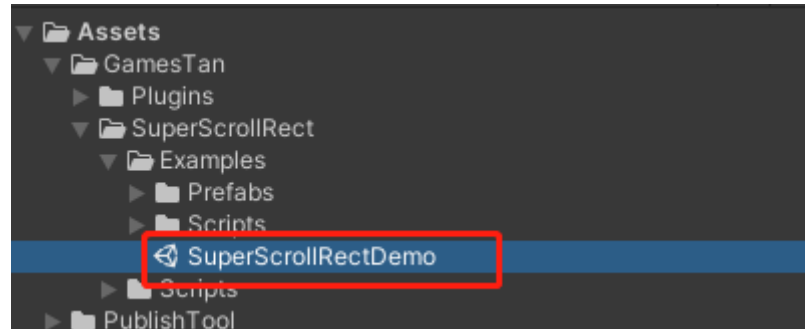 Assets
GamesTan
Plugins
SuperScrollRect
Examples
Prefabs
Scripts
SuperScrollRectDemo
Scripts
PublishTool